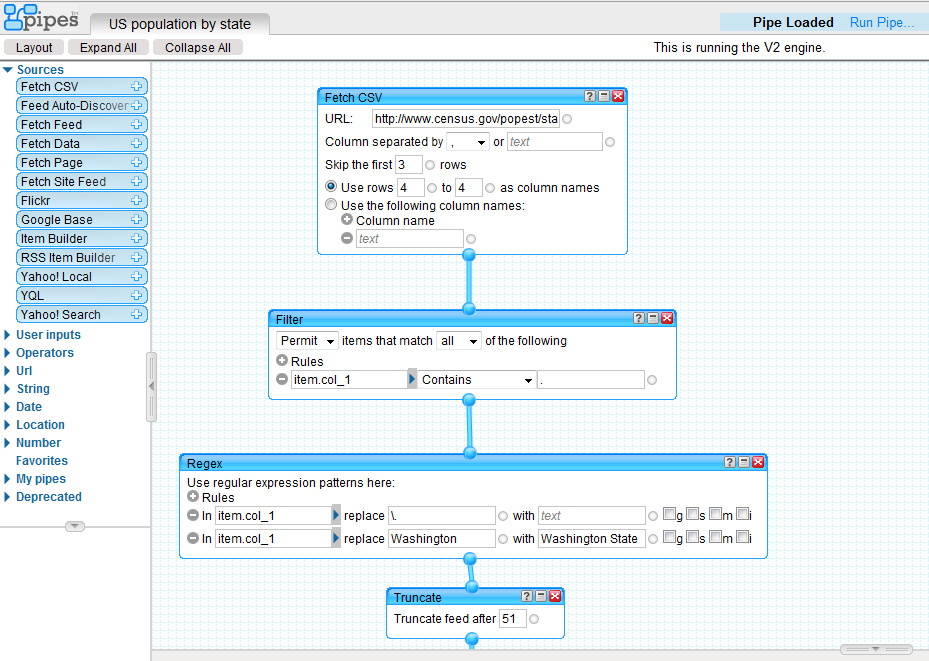 pipes
US population by state
Pipe Loaded Run Pipe...
Layout Expand All Collapse All
This is running the V2 engine.
Sources
Fetch CSV
Feed Auto-Discover
Fetch Feed
Fetch Data
Fetch Page
Fetch Site Feed
Flickr
Google Base
Item Builder
RSS Item Builder
Yahoo! Local
YQL
Yahoo! Search
User inputs
Operators
Url
String
Date
Location
Number
Favorites
My pipes
Deprecated
Fetch CSV
URL: http://www.census.gov/popest/sta
Column separated by , or text
Skip the first 3 rows
Use rows 4 to 4 as column names
Use the following column names:
Column name
text
Filter
Permit items that match all of the following
Rules
item.col_1 Contains .
Regex
Use regular expression patterns here:
Rules
In item.col_1 replace \. with text g s m i
In item.col_1 replace Washington with Washington State g s m i
Truncate
Truncate feed after 51